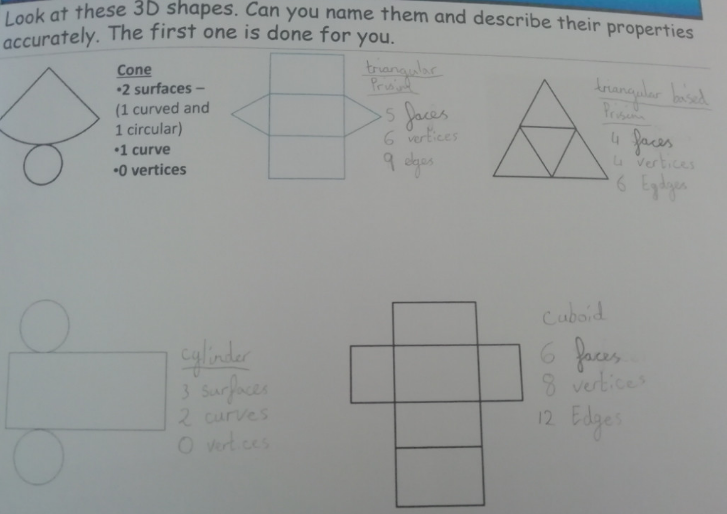 Look at these 3D shapes. Can you name them and describe their properties
accurately. The first one is done for you.
Cone
•2 surfaces –
(1 curved and
1 circular)
•1 curve
•0 vertices
triangular
Prism
5 faces
6 vertices
9 edges
triangular based
Prism
4 faces
4 vertices
6 Eydges
cylinder
3 surfaces
2 curves
0 vertices
cuboid
6 faces
8 vertices
12 Edges